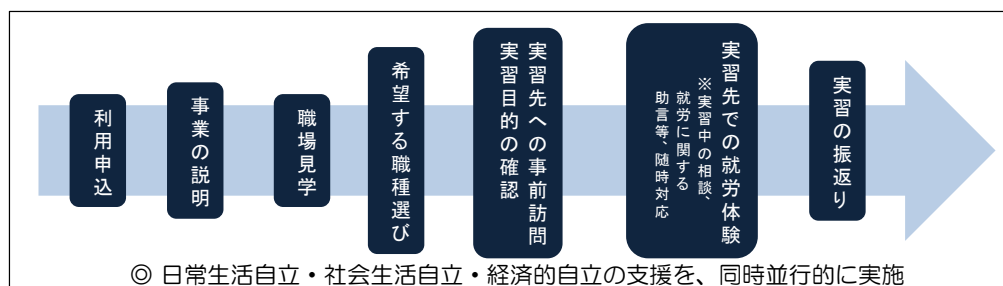 利用申込
事業の説明
職場見学
希望する職種選び
実習先への事前訪問
実習目的の確認
実習先での就労体験
※実習中の相談、
就労に関する
助言等、随時対応
実習の振返り
◎ 日常生活自立・社会生活自立・経済的自立の支援を、同時並行的に実施